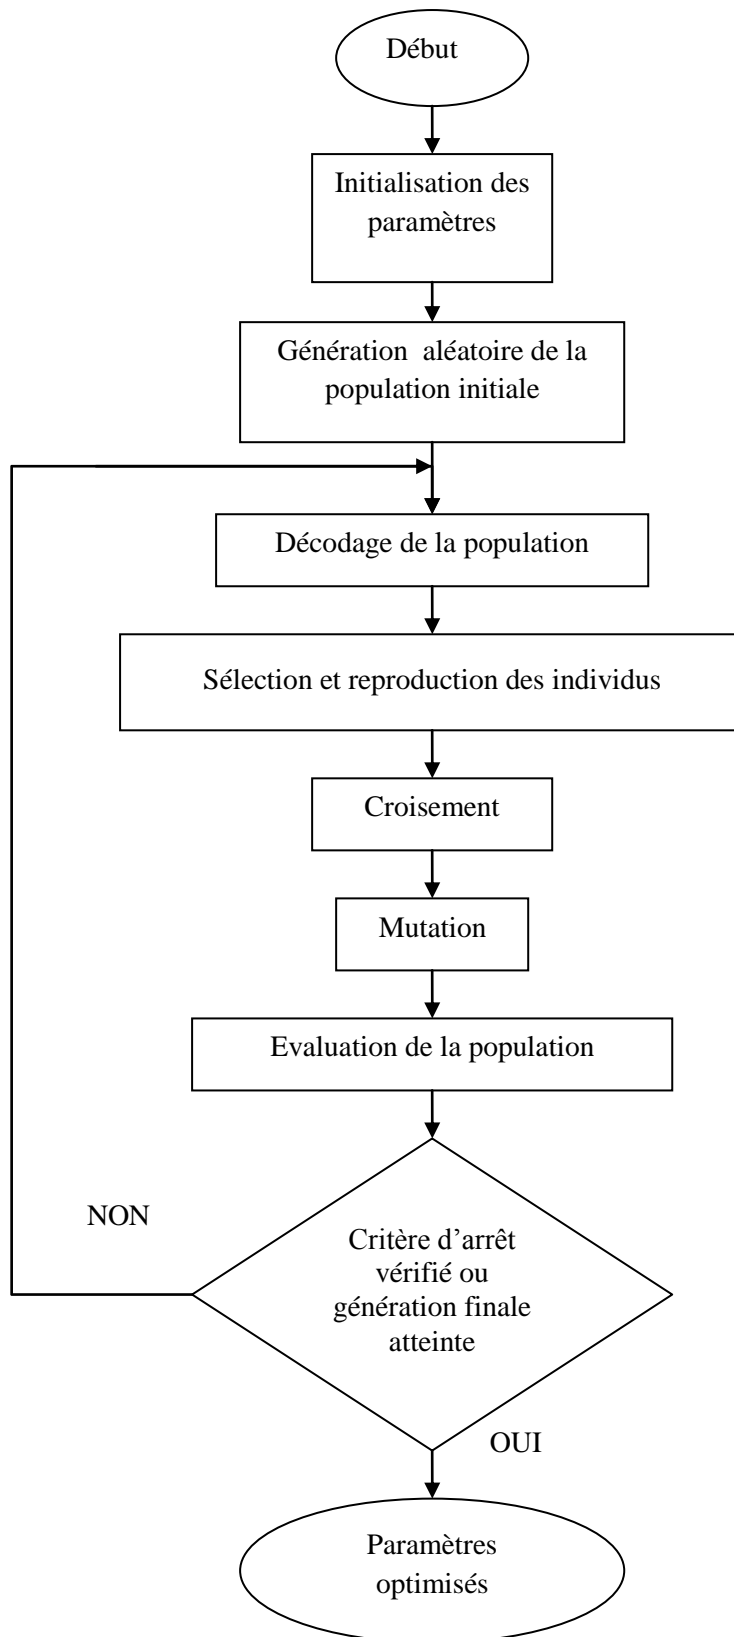 Début
Initialisation des
paramètres
Génération aléatoire de la
population initiale
Décodage de la population
Sélection et reproduction des individus
Croisement
Mutation
Evaluation de la population
NON
Critère d’arrêt
vérifié ou
génération finale
atteinte
OUI
Paramètres
optimisés